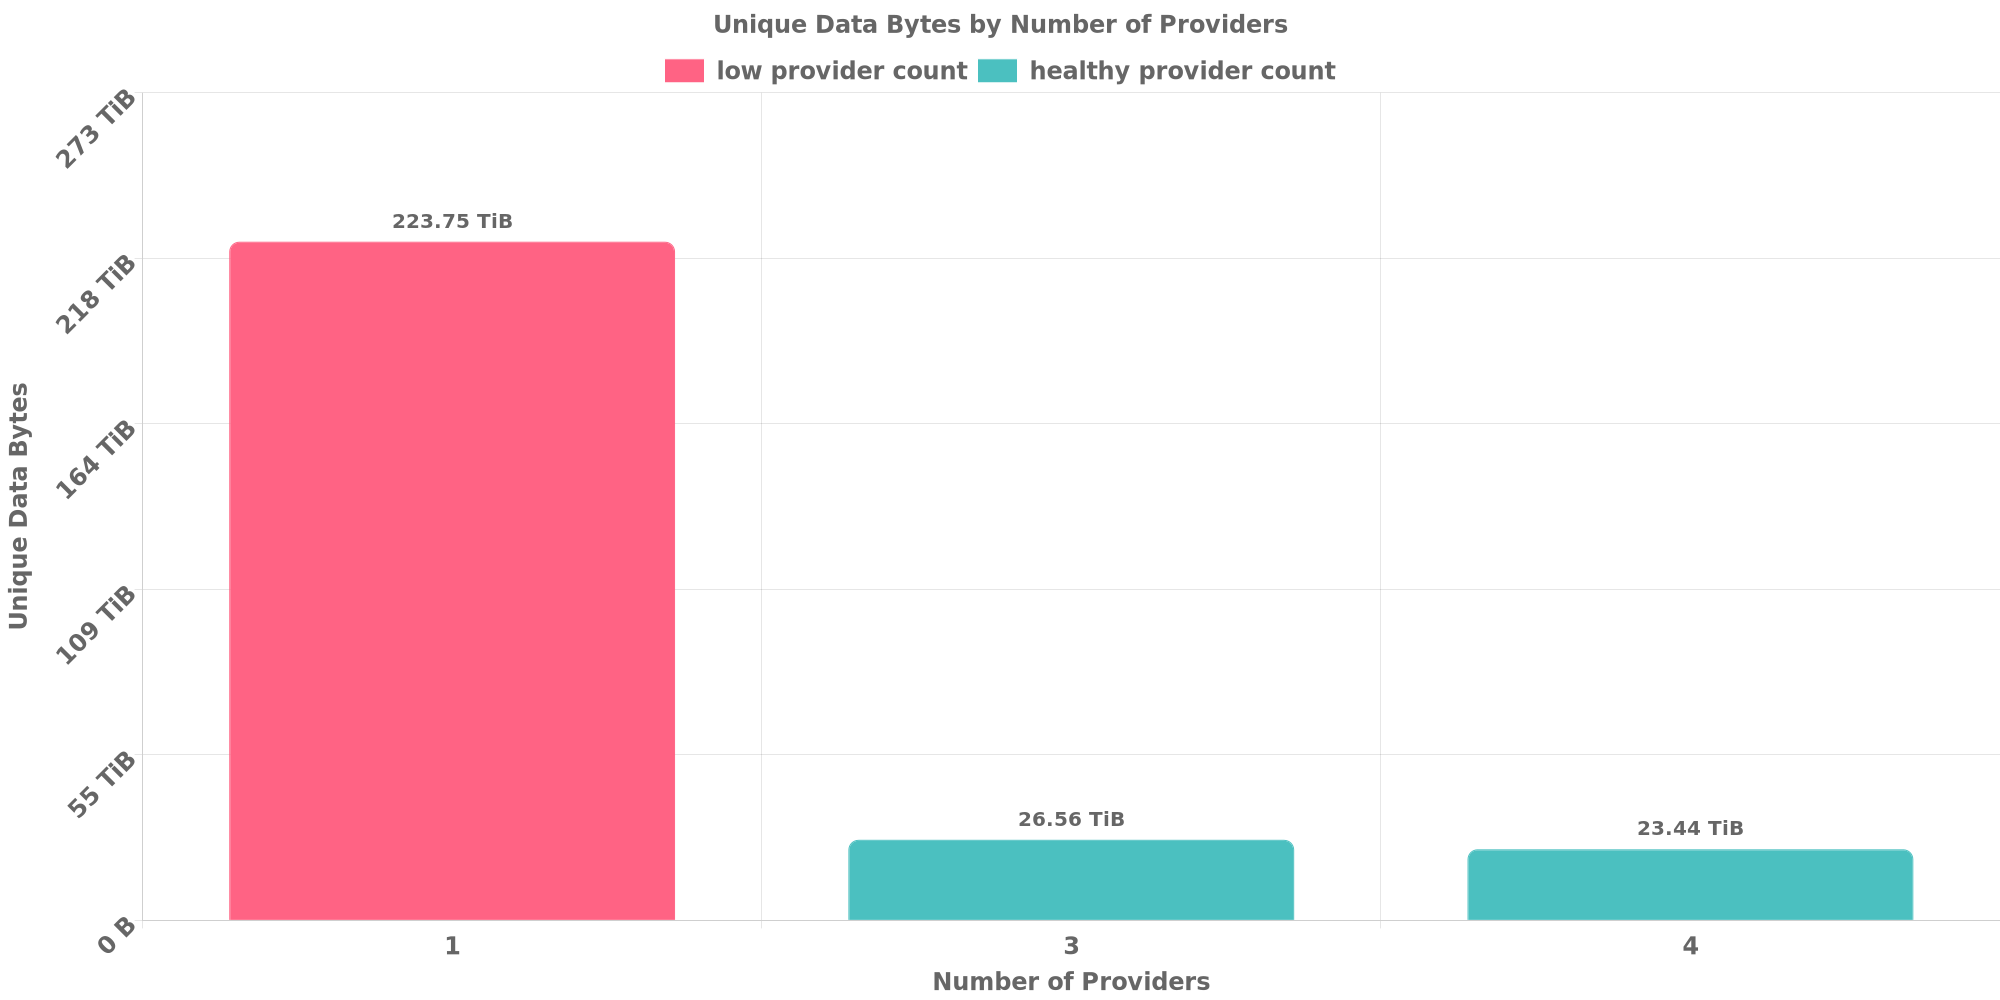 Unique Data Bytes by Number of Providers
low provider count healthy provider count
273 TiB
218 TiB
164 TiB
109 TiB
55 TiB
0 B
Unique Data Bytes
223.75 TiB
26.56 TiB
23.44 TiB
1 3 4
Number of Providers